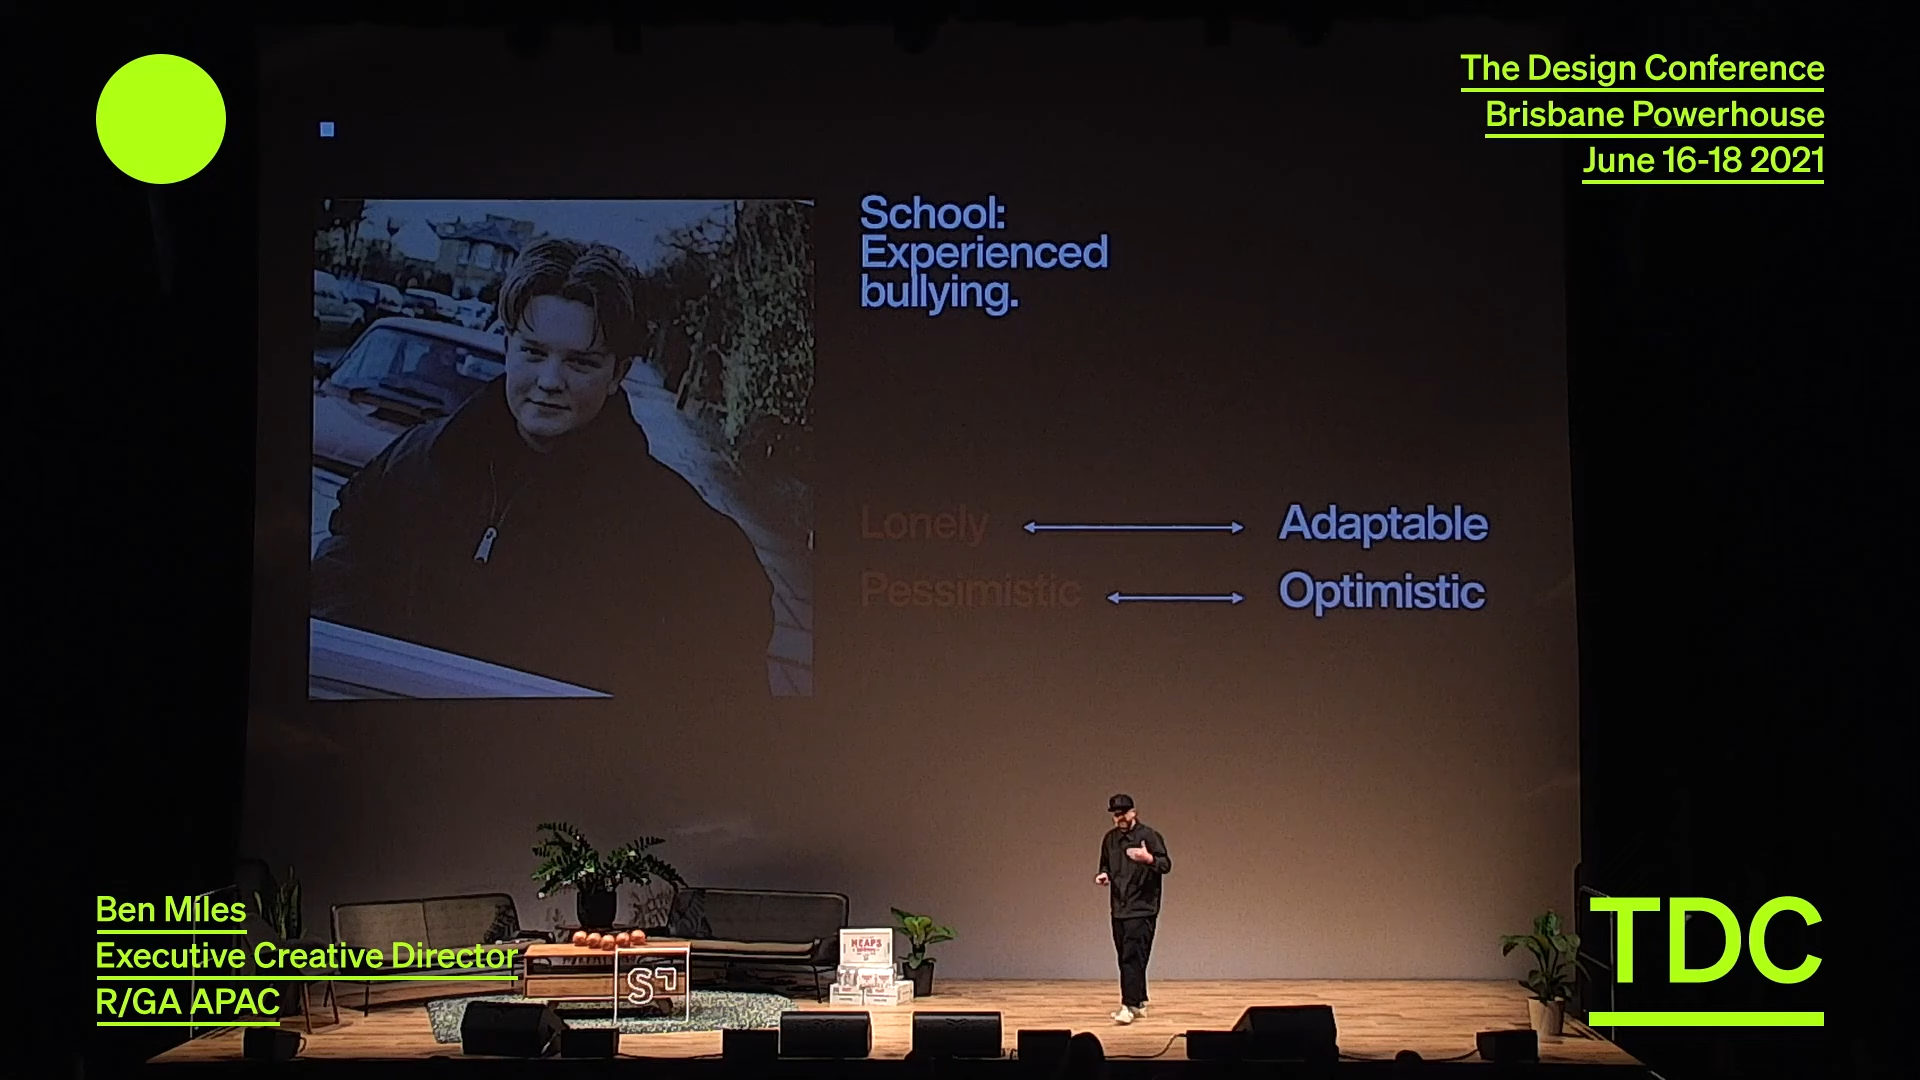 The Design Conference
Brisbane Powerhouse
June 16-18 2021
School:
Experienced
bullying.
Lonely
Adaptable
Pessimistic
Optimistic
HEAPS
Ben Miles
Executive Creative Director
R/GA APAC
TDC